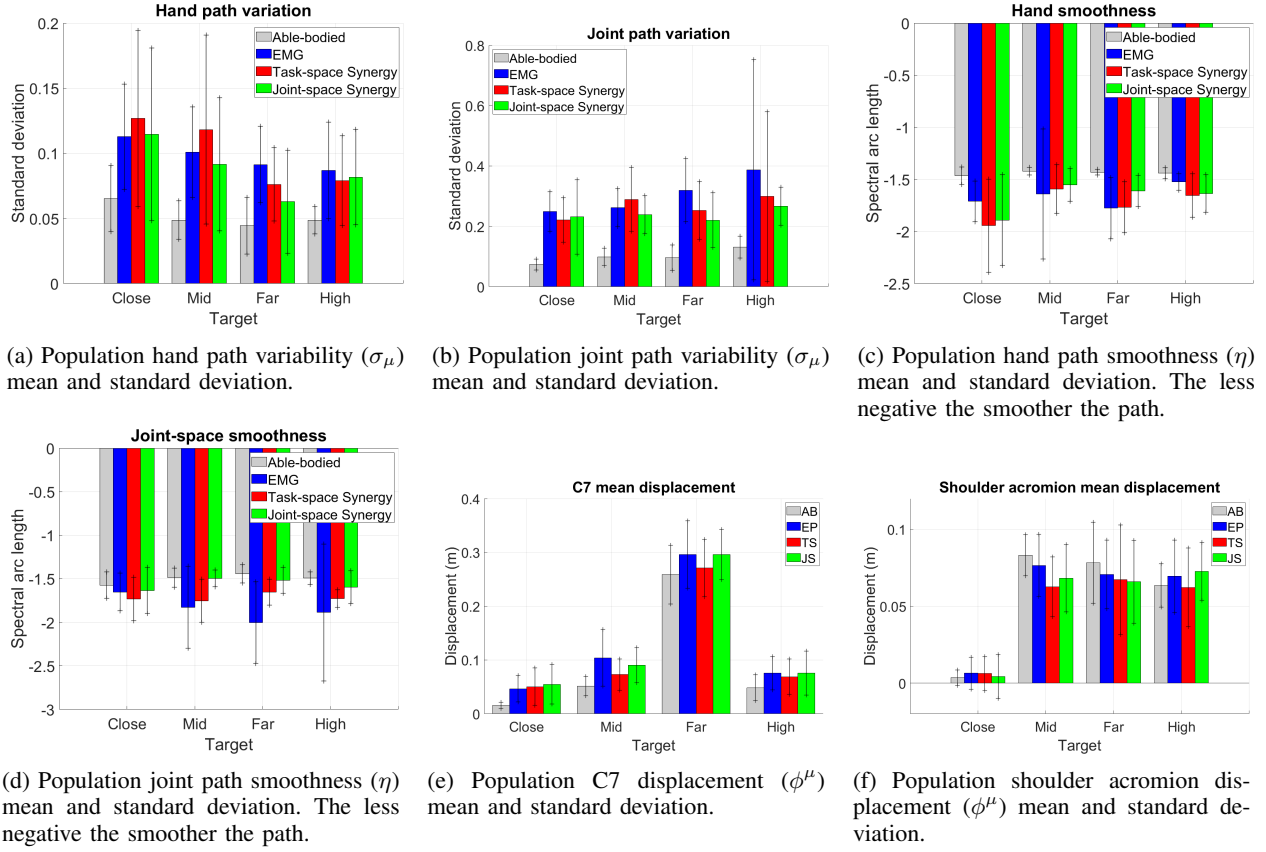 Hand path variation
0.2
0.15
0.1
0.05
0
Standard deviation
Able-bodied
EMG
Task-space Synergy
Joint-space Synergy
Close Mid Far High
Target
(a) Population hand path variability (σμ)
mean and standard deviation.
Joint path variation
0.8
0.6
0.4
0.2
0
Standard deviation
Able-bodied
EMG
Task-space Synergy
Joint-space Synergy
Close Mid Far High
Target
(b) Population joint path variability (σμ)
mean and standard deviation.
Hand smoothness
0
-0.5
-1
-1.5
-2
-2.5
Spectral arc length
Able-bodied
EMG
Task-space Synergy
Joint-space Synergy
Close Mid Far High
Target
(c) Population hand path smoothness (η)
mean and standard deviation. The less
negative the smoother the path.
Joint-space smoothness
0
-0.5
-1
-1.5
-2
-2.5
-3
Spectral arc length
Able-bodied
EMG
Task-space Synergy
Joint-space Synergy
Close Mid Far High
Target
(d) Population joint path smoothness (η)
mean and standard deviation. The less
negative the smoother the path.
C7 mean displacement
0.4
0.3
0.2
0.1
0
Displacement (m)
AB
EP
TS
JS
Close Mid Far High
Target
(e) Population C7 displacement (ϕμ)
mean and standard deviation.
Shoulder acromion mean displacement
0.1
0.05
0
Displacement (m)
AB
EP
TS
JS
Close Mid Far High
Target
(f) Population shoulder acromion dis-
placement (ϕμ) mean and standard de-
viation.